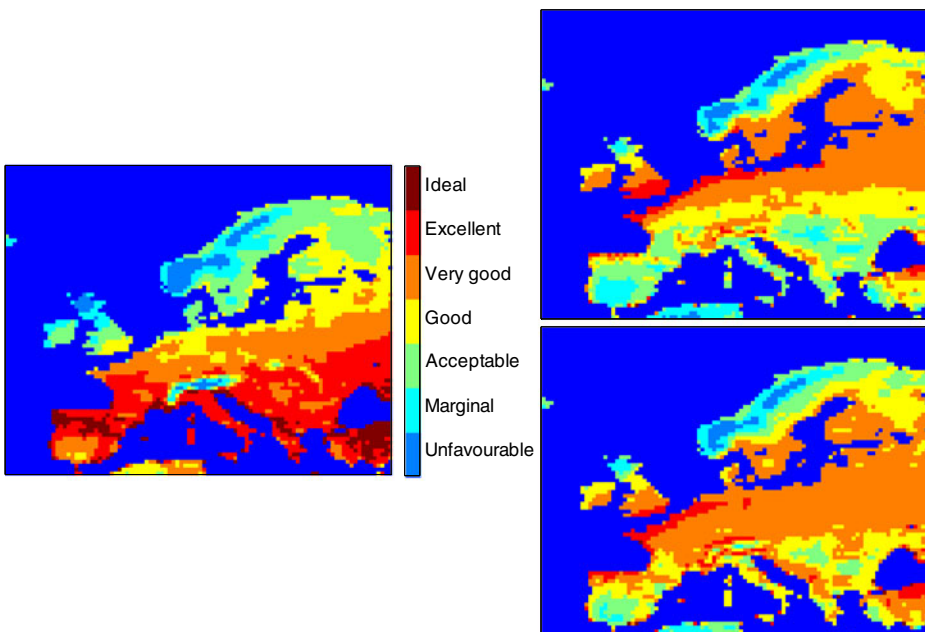 Ideal
Excellent
Very good
Good
Acceptable
Marginal
Unfavourable